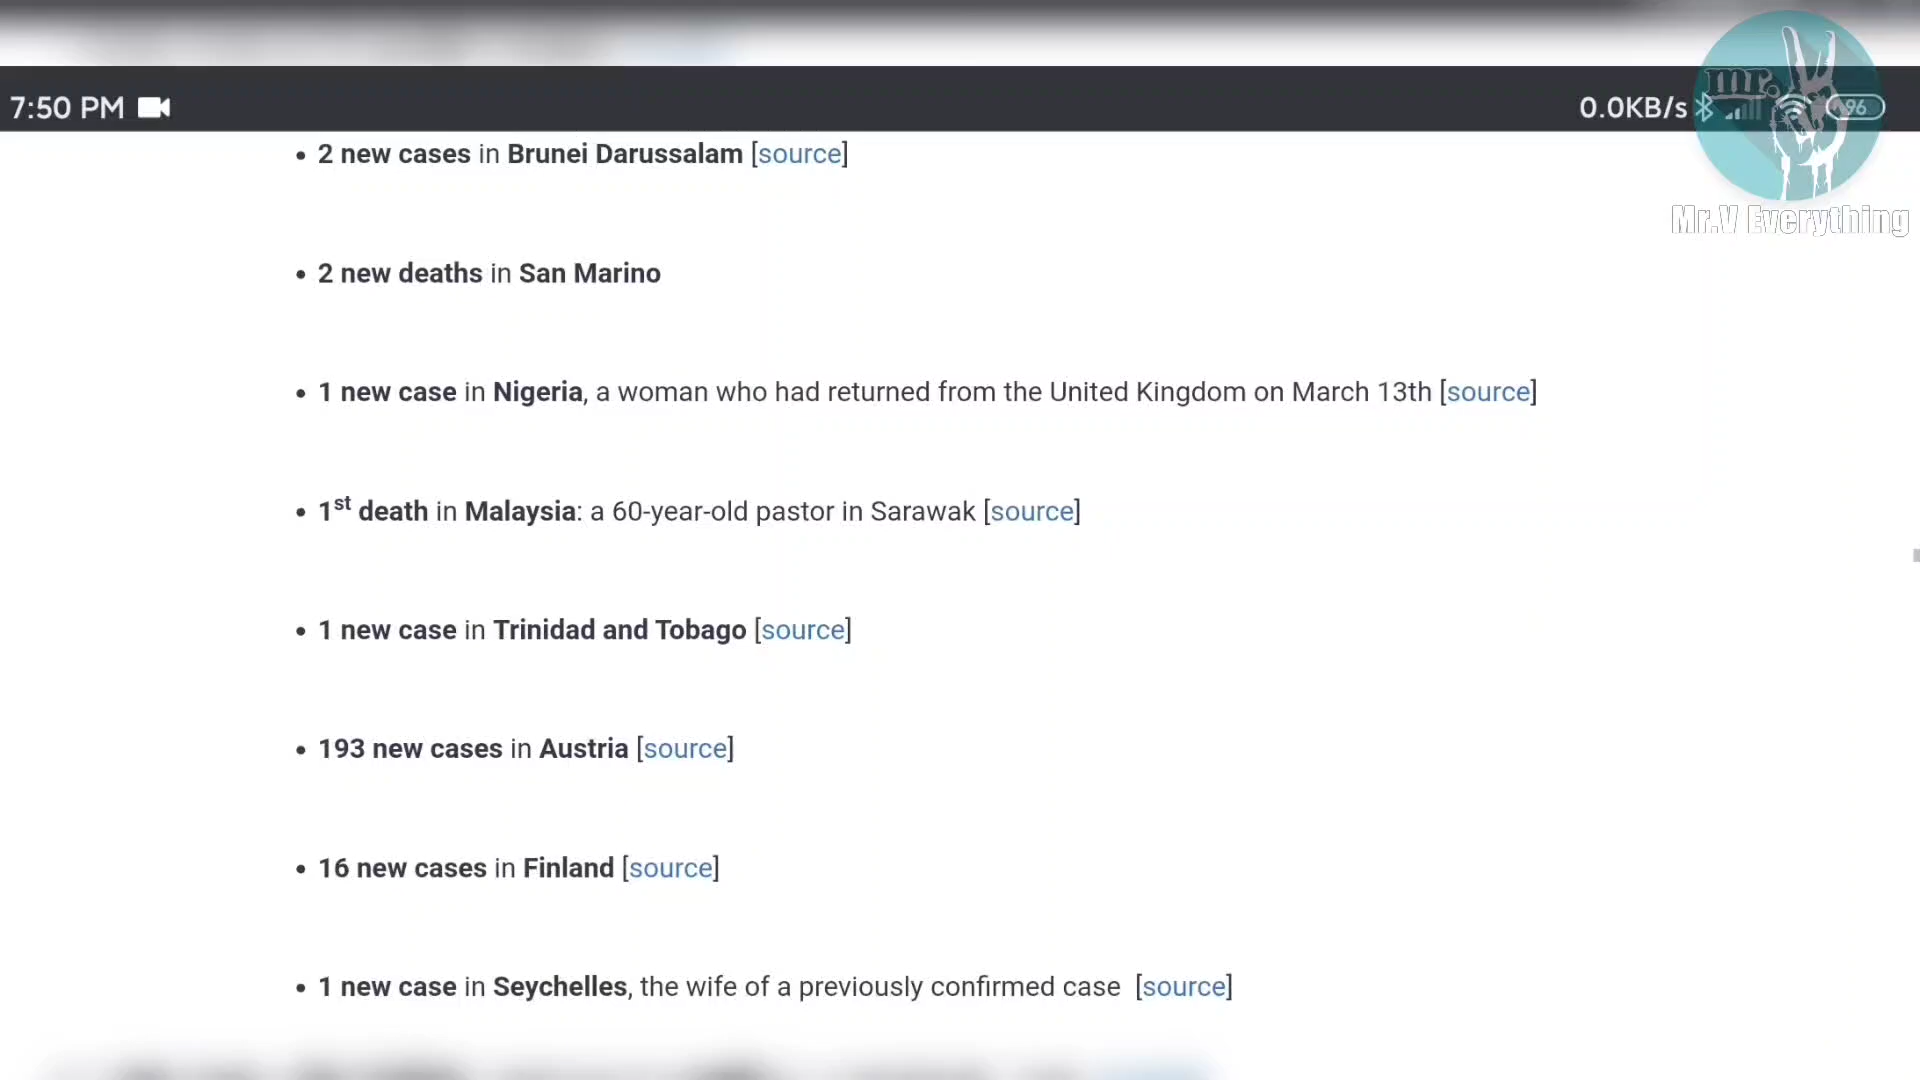 7:50 PM
0.0KB/s
96
mr.
Mr.V Everything
• 2 new cases in Brunei Darussalam [source]
• 2 new deaths in San Marino
• 1 new case in Nigeria, a woman who had returned from the United Kingdom on March 13th [source]
• 1st death in Malaysia: a 60-year-old pastor in Sarawak [source]
• 1 new case in Trinidad and Tobago [source]
• 193 new cases in Austria [source]
• 16 new cases in Finland [source]
• 1 new case in Seychelles, the wife of a previously confirmed case [source]